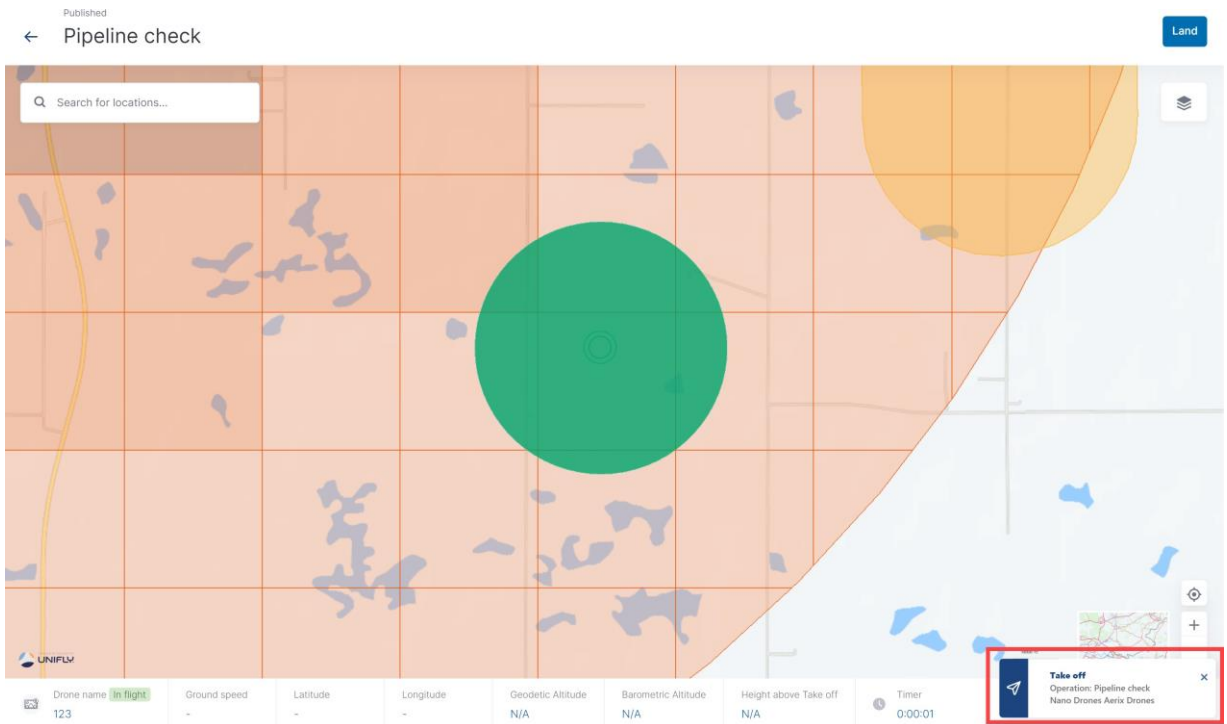 Published
← Pipeline check
Land
Search for locations...
UNIFLY
Drone name In flight
123
Ground speed
-
Latitude
-
Longitude
-
Geodetic Altitude
N/A
Barometric Altitude
N/A
Height above Take off
N/A
Timer
0:00:01
Take off
Operation: Pipeline check
Nano Drones Aerix Drones